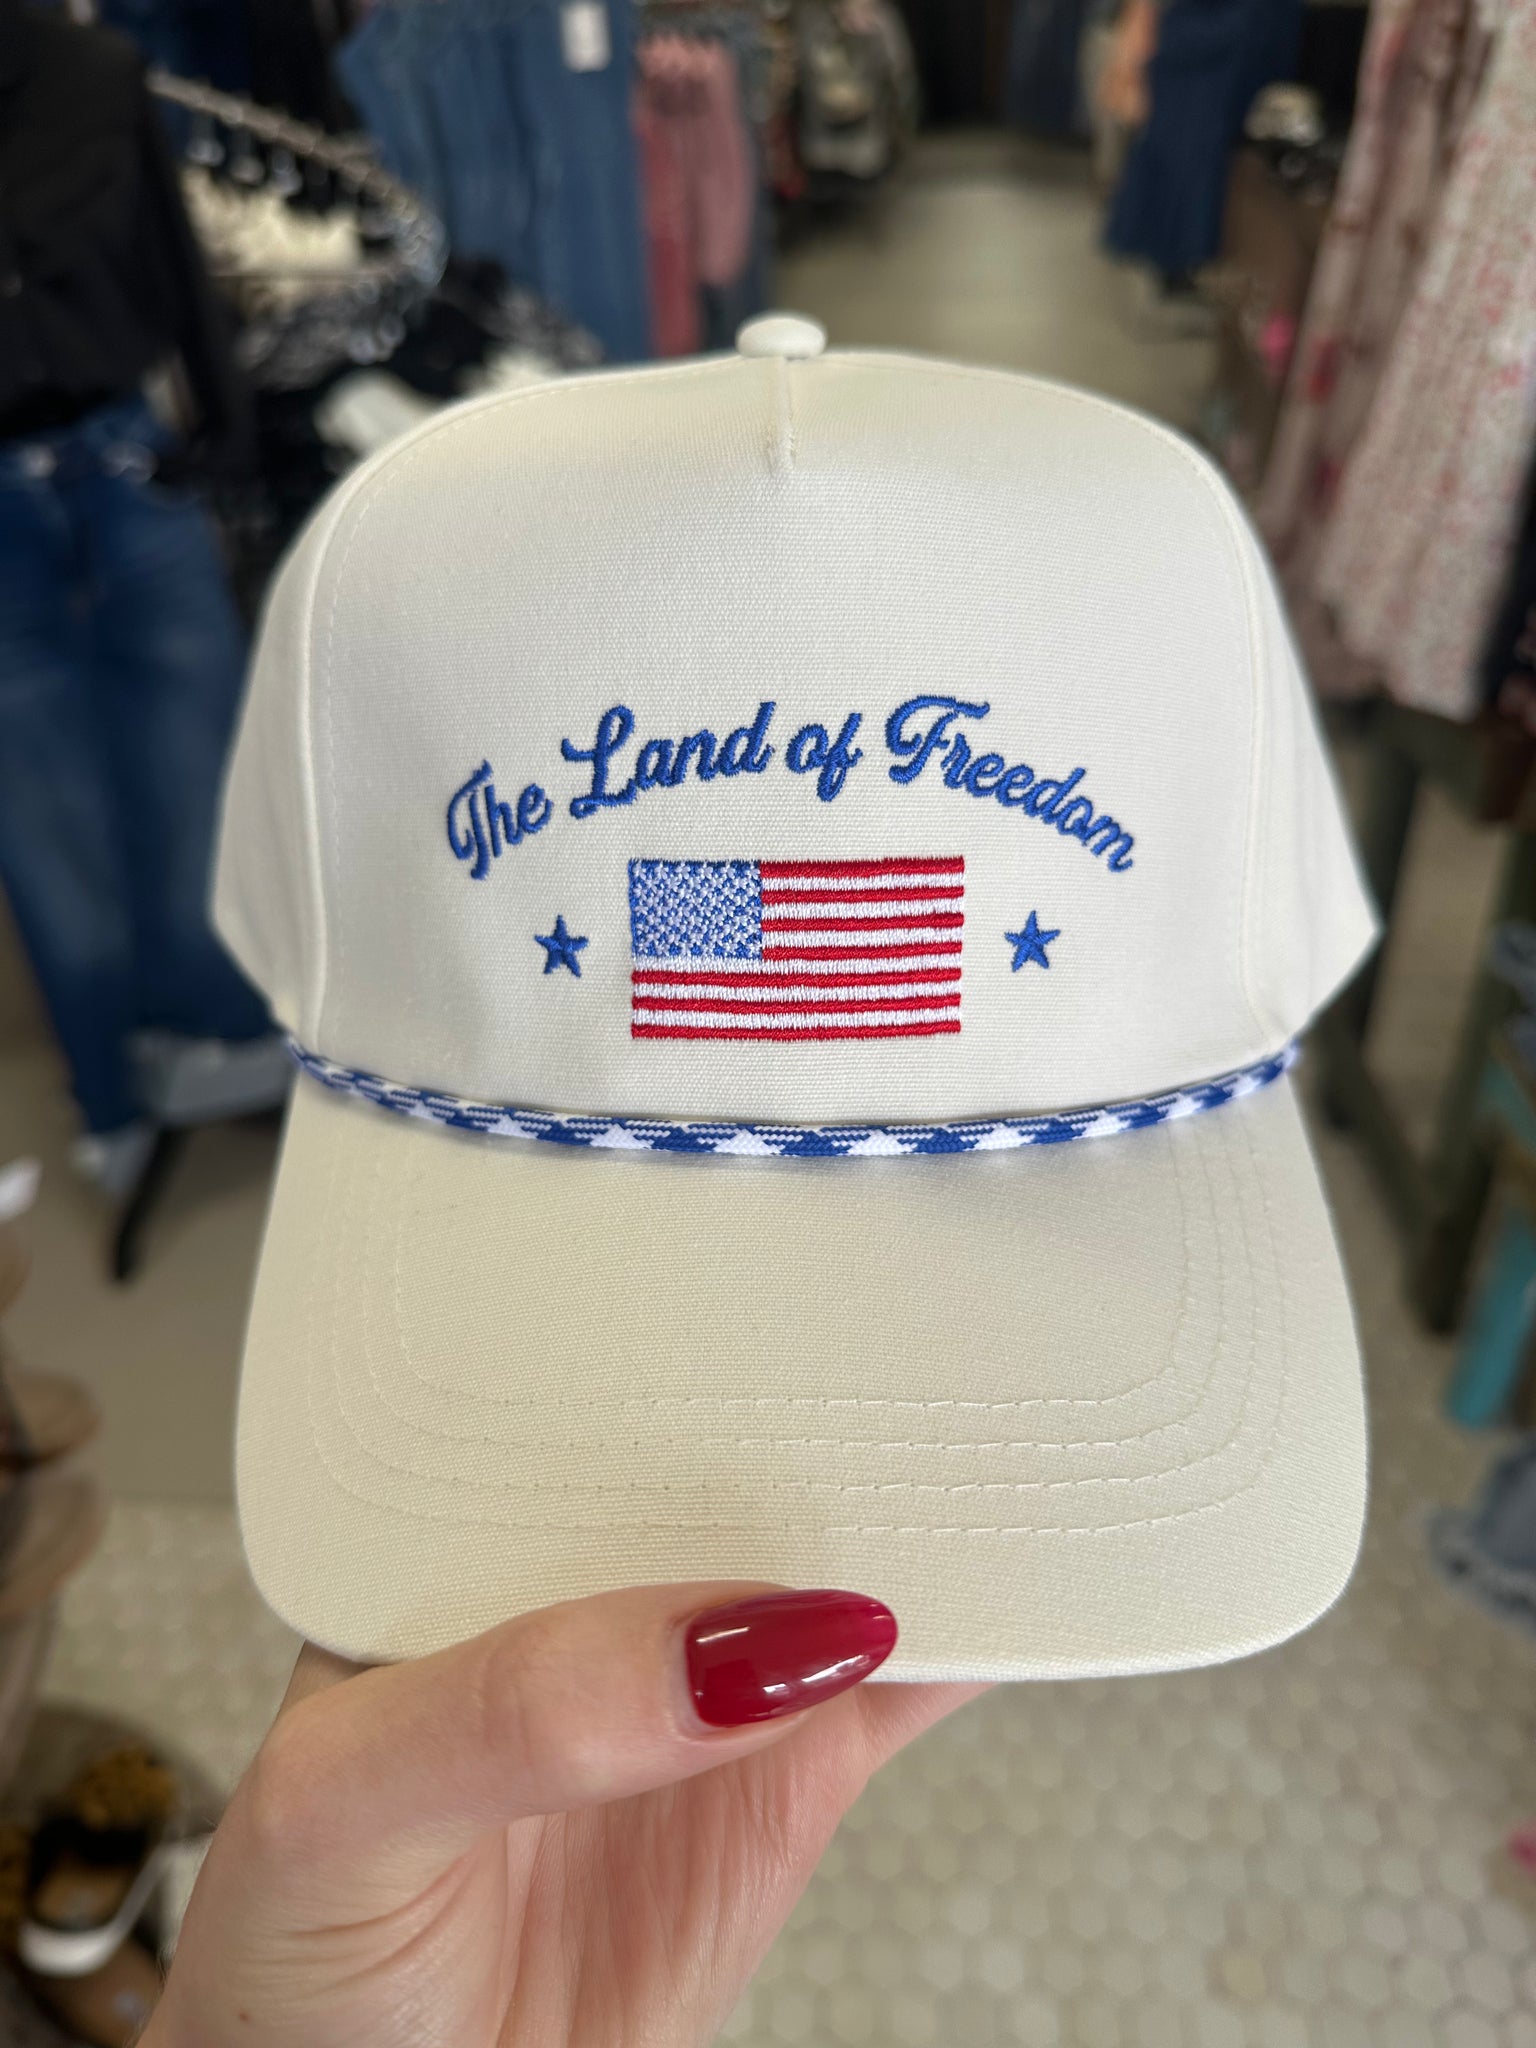 The Land of Freedom